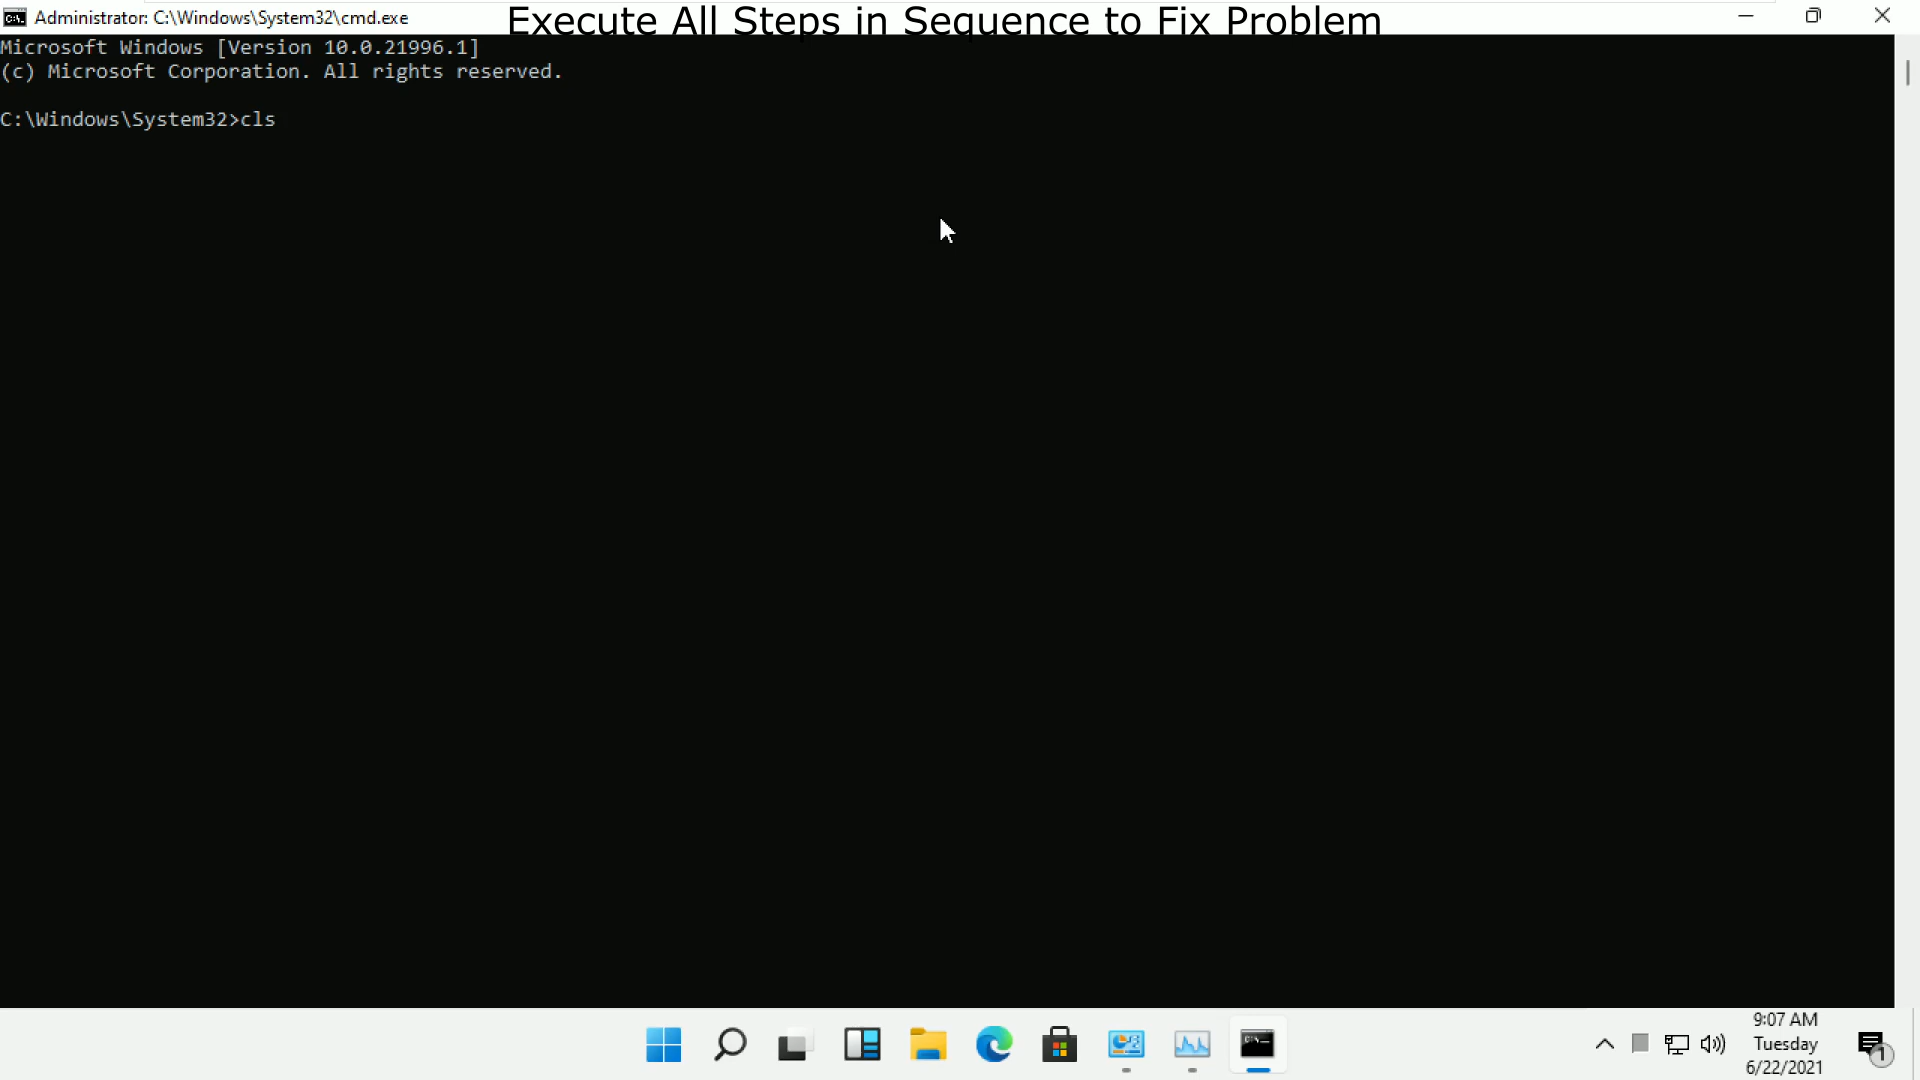 Administrator: C:\Windows\System32\cmd.exe
Execute All Steps in Sequence to Fix Problem
Microsoft Windows [Version 10.0.21996.1]
(c) Microsoft Corporation. All rights reserved.
C:\Windows\System32>cls
9:07 AM
Tuesday
6/22/2021
1